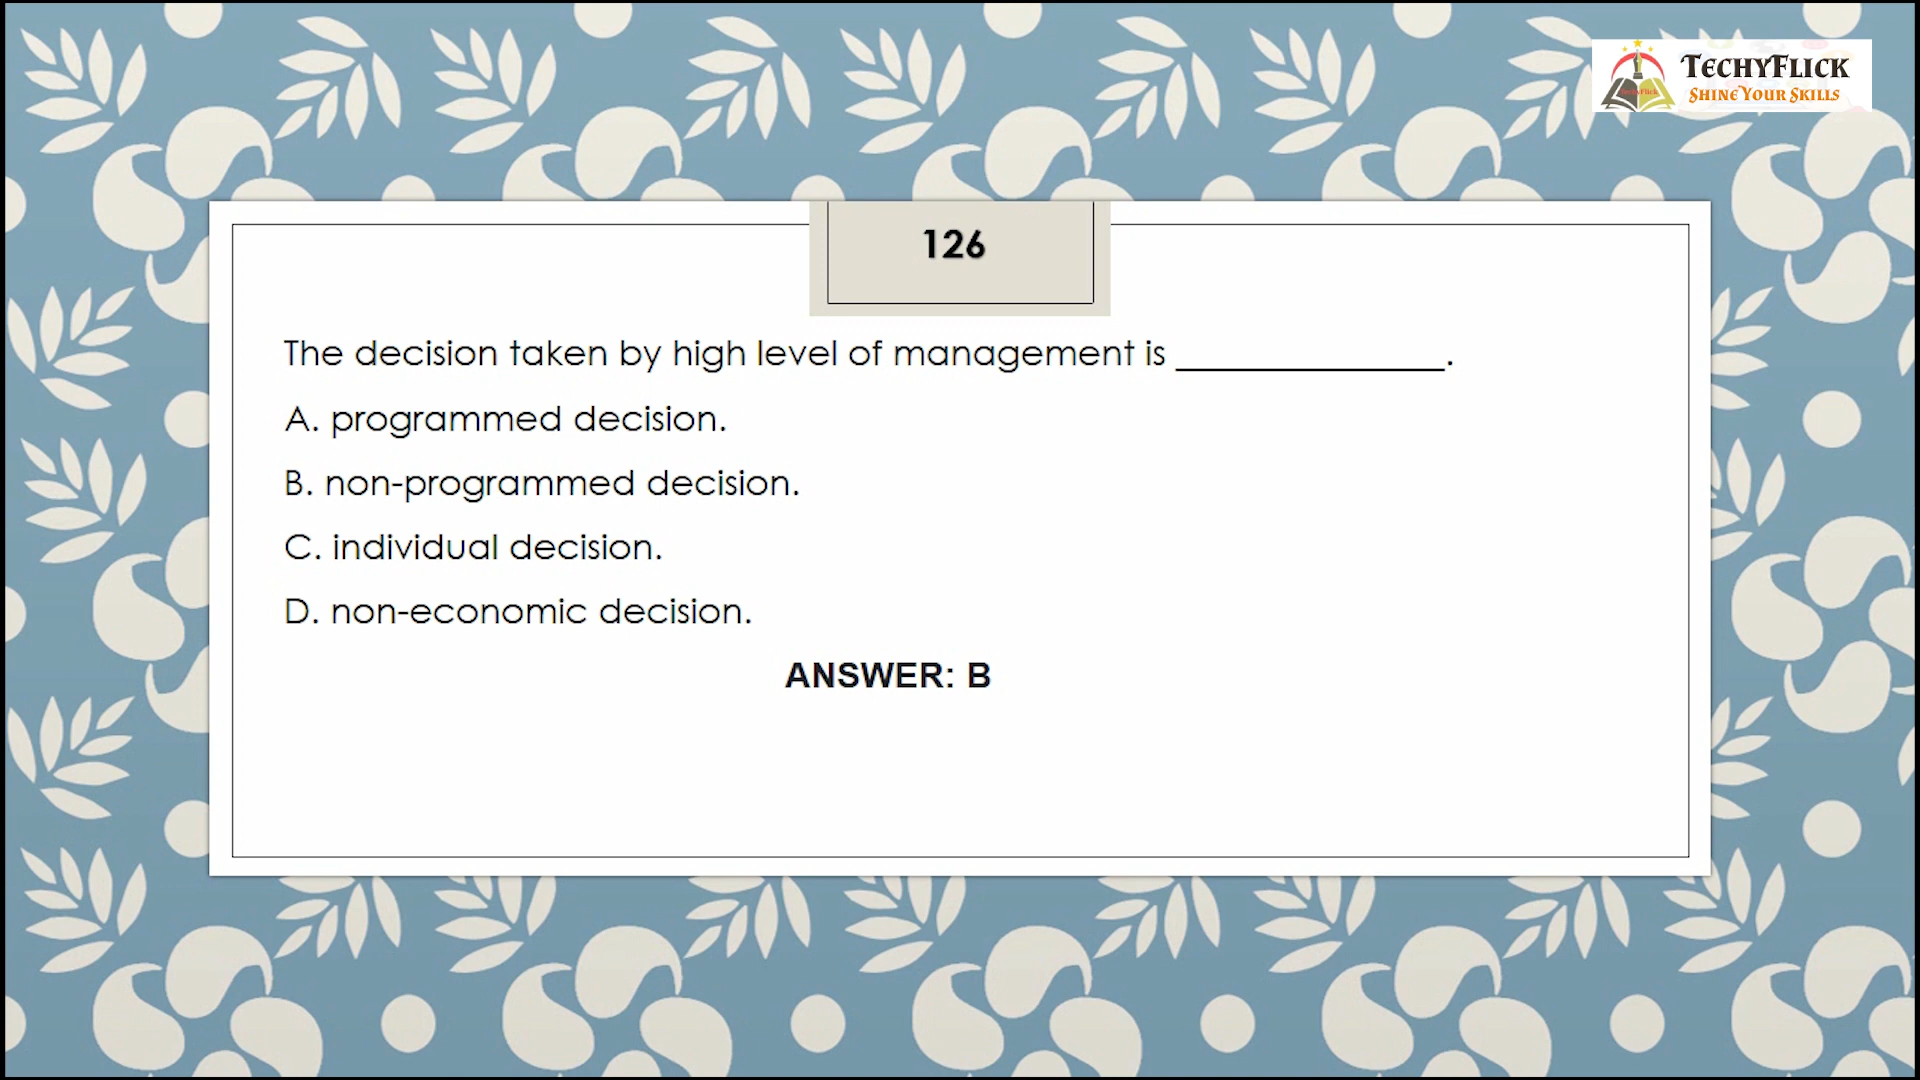 TECHYFLICK
SHINE YOUR SKILLS
126
The decision taken by high level of management is _______________.
A. programmed decision.
B. non-programmed decision.
C. individual decision.
D. non-economic decision.
ANSWER: B